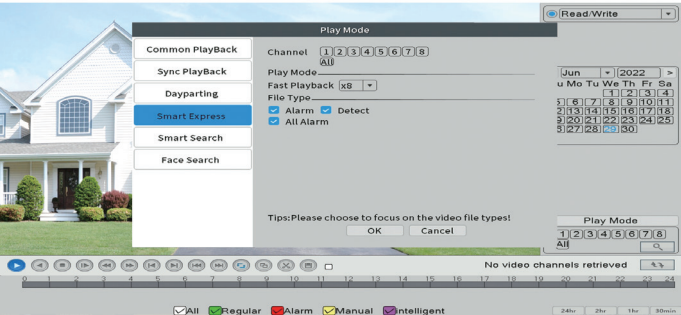 Play Mode
Read/Write
Common PlayBack
Sync PlayBack
Dayparting
Smart Express
Smart Search
Face Search
Channel 1 2 3 4 5 6 7 8
All
Play Mode
Fast Playback x8
File Type
Alarm Detect
All Alarm
Tips:Please choose to focus on the video file types!
OK Cancel
Jun 2022 >
u Mo Tu We Th Fr Sa
1 2 3 4
5 6 7 8 9 10 11
2 13 14 15 16 17 18
9 20 21 22 23 24 25
6 27 28 29 30
Play Mode
1 2 3 4 5 6 7 8
All
No video channels retrieved
0 1 2 3 4 5 6 7 8 9 10 11 12 13 14 15 16 17 18 19 20 21 22 23 24
All Regular Alarm Manual Intelligent
24hr 2hr 1hr 30min